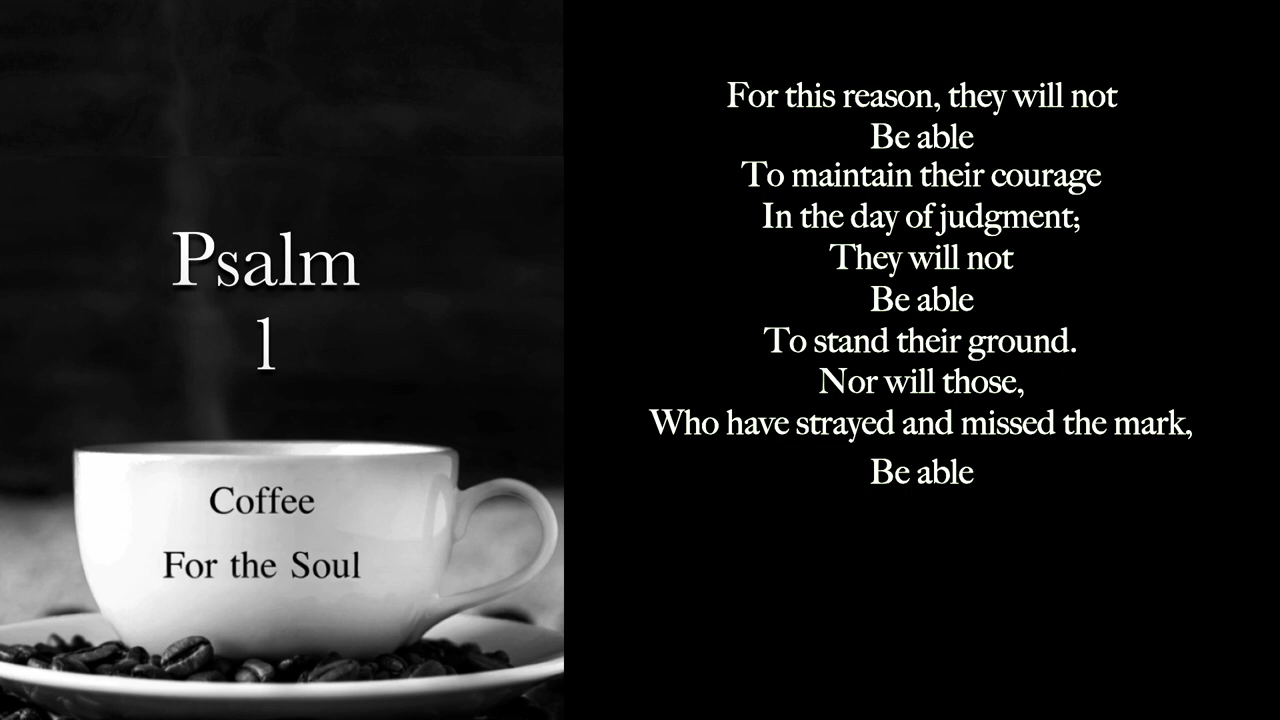 Psalm
1
Coffee
For the Soul
For this reason, they will not
Be able
To maintain their courage
In the day of judgment;
They will not
Be able
To stand their ground.
Nor will those,
Who have strayed and missed the mark,
Be able